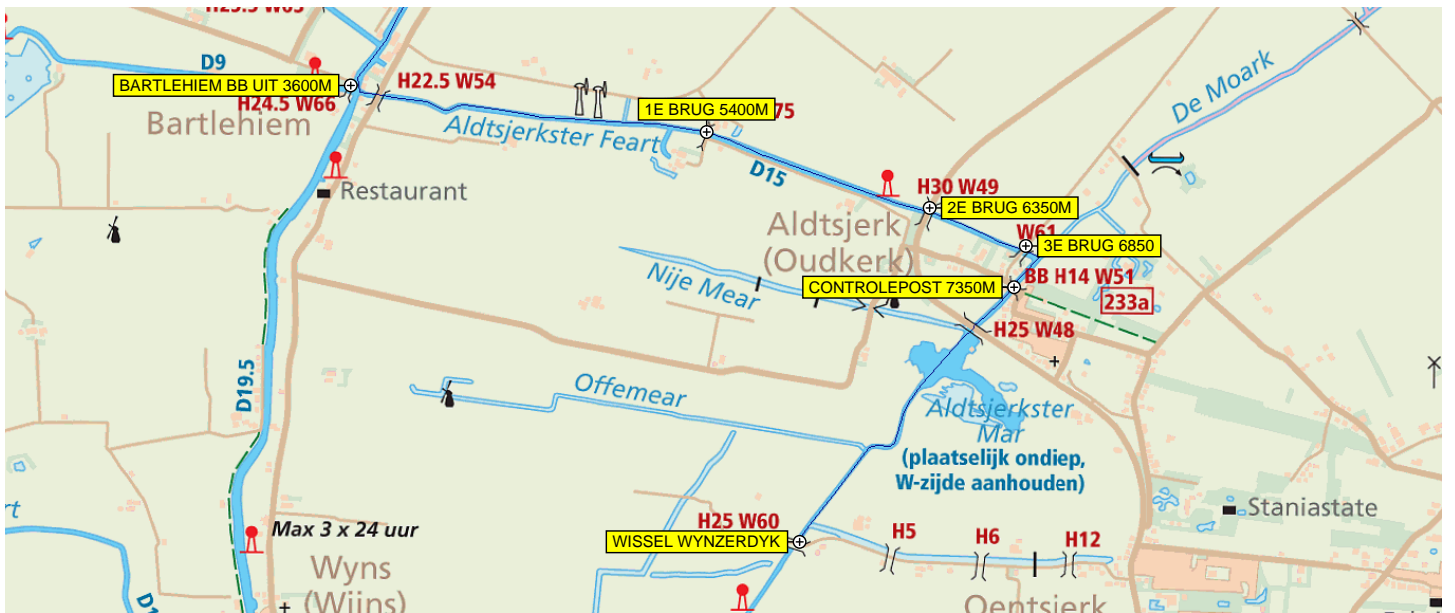 H25.5 W65
D9
BARTLEHIEM BB UIT 3600M
H22.5 W54
H24.5 W66
Bartlehiem
1E BRUG 5400M
75
De Moark
Aldtsjerkster Feart
D15
Restaurant
H30 W49
2E BRUG 6350M
Aldtsjerk
(Oudkerk)
W61
3E BRUG 6850
Nije Mear
CONTROLEPOST 7350M
BB H14 W51
233a
H25 W48
D19.5
Offemear
Aldtsjerkster
Mar
(plaatselijk ondiep,
W-zijde aanhouden)
rt
Max 3 x 24 uur
H25 W60
WISSEL WYNZERDYK
H5
H6
H12
Staniastate
Wyns
(Wijns)
Oentsjerk